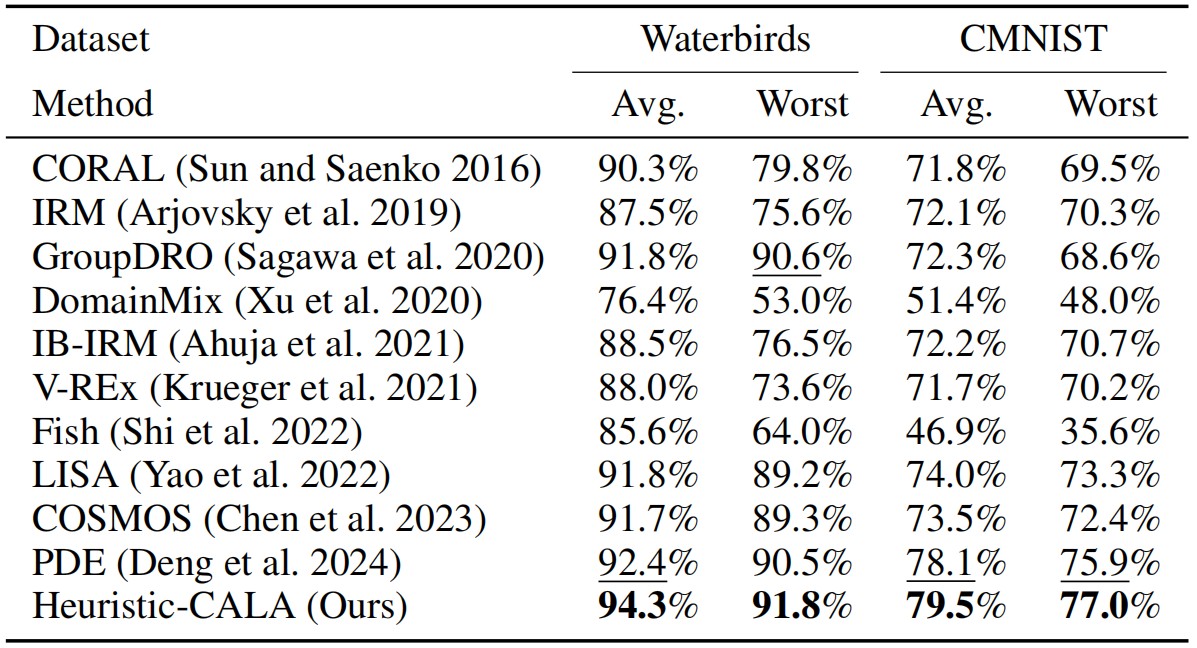 Dataset Waterbirds CMNIST
Method Avg. Worst Avg. Worst
CORAL (Sun and Saenko 2016) 90.3% 79.8% 71.8% 69.5%
IRM (Arjovsky et al. 2019) 87.5% 75.6% 72.1% 70.3%
GroupDRO (Sagawa et al. 2020) 91.8% 90.6% 72.3% 68.6%
DomainMix (Xu et al. 2020) 76.4% 53.0% 51.4% 48.0%
IB-IRM (Ahuja et al. 2021) 88.5% 76.5% 72.2% 70.7%
V-REx (Krueger et al. 2021) 88.0% 73.6% 71.7% 70.2%
Fish (Shi et al. 2022) 85.6% 64.0% 46.9% 35.6%
LISA (Yao et al. 2022) 91.8% 89.2% 74.0% 73.3%
COSMOS (Chen et al. 2023) 91.7% 89.3% 73.5% 72.4%
PDE (Deng et al. 2024) 92.4% 90.5% 78.1% 75.9%
Heuristic-CALA (Ours) 94.3% 91.8% 79.5% 77.0%